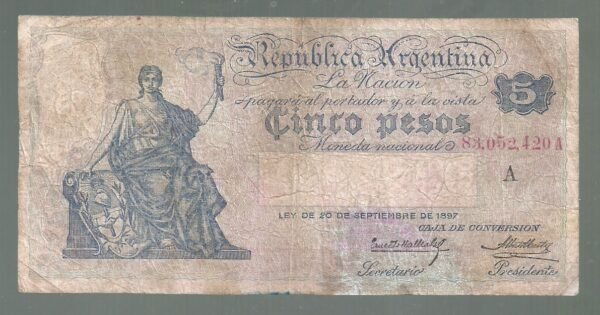 República Argentina
La Nación
pagará al portador y a la vista
5
Cinco pesos
Moneda nacional
83,052,420 A
A
LEY DE 20 DE SEPTIEMBRE DE 1897
CAJA DE CONVERSION
Secretario
Presidente